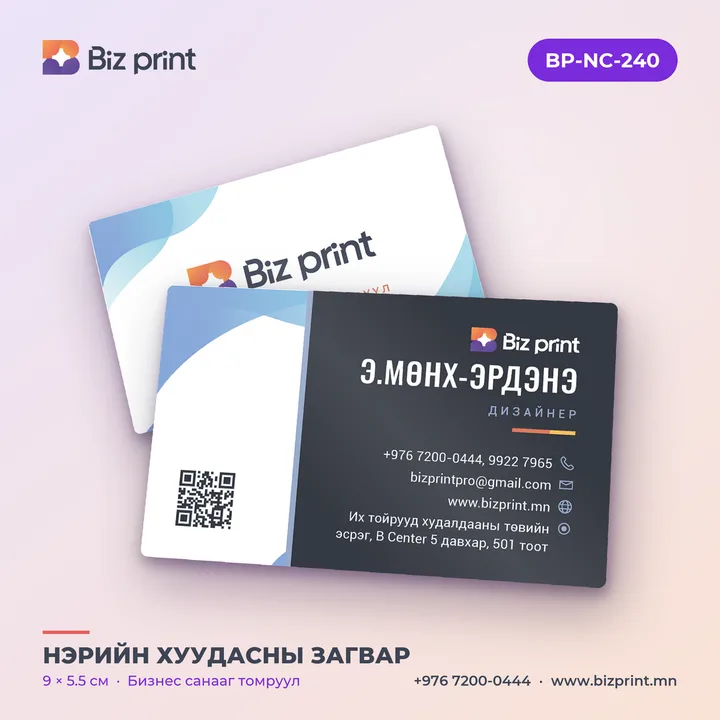 Biz print
BP-NC-240
Biz print
Biz print
Э.МӨНХ-ЭРДЭНЭ
ДИЗАЙНЕР
+976 7200-0444, 9922 7965
bizprintpro@gmail.com
www.bizprint.mn
Их тойрууд худалдааны төвийн
эсрэг, B Center 5 давхар, 501 тоот
НЭРИЙН ХУУДАСНЫ ЗАГВАР
9 × 5.5 см · Бизнес санааг томруул
+976 7200-0444 · www.bizprint.mn